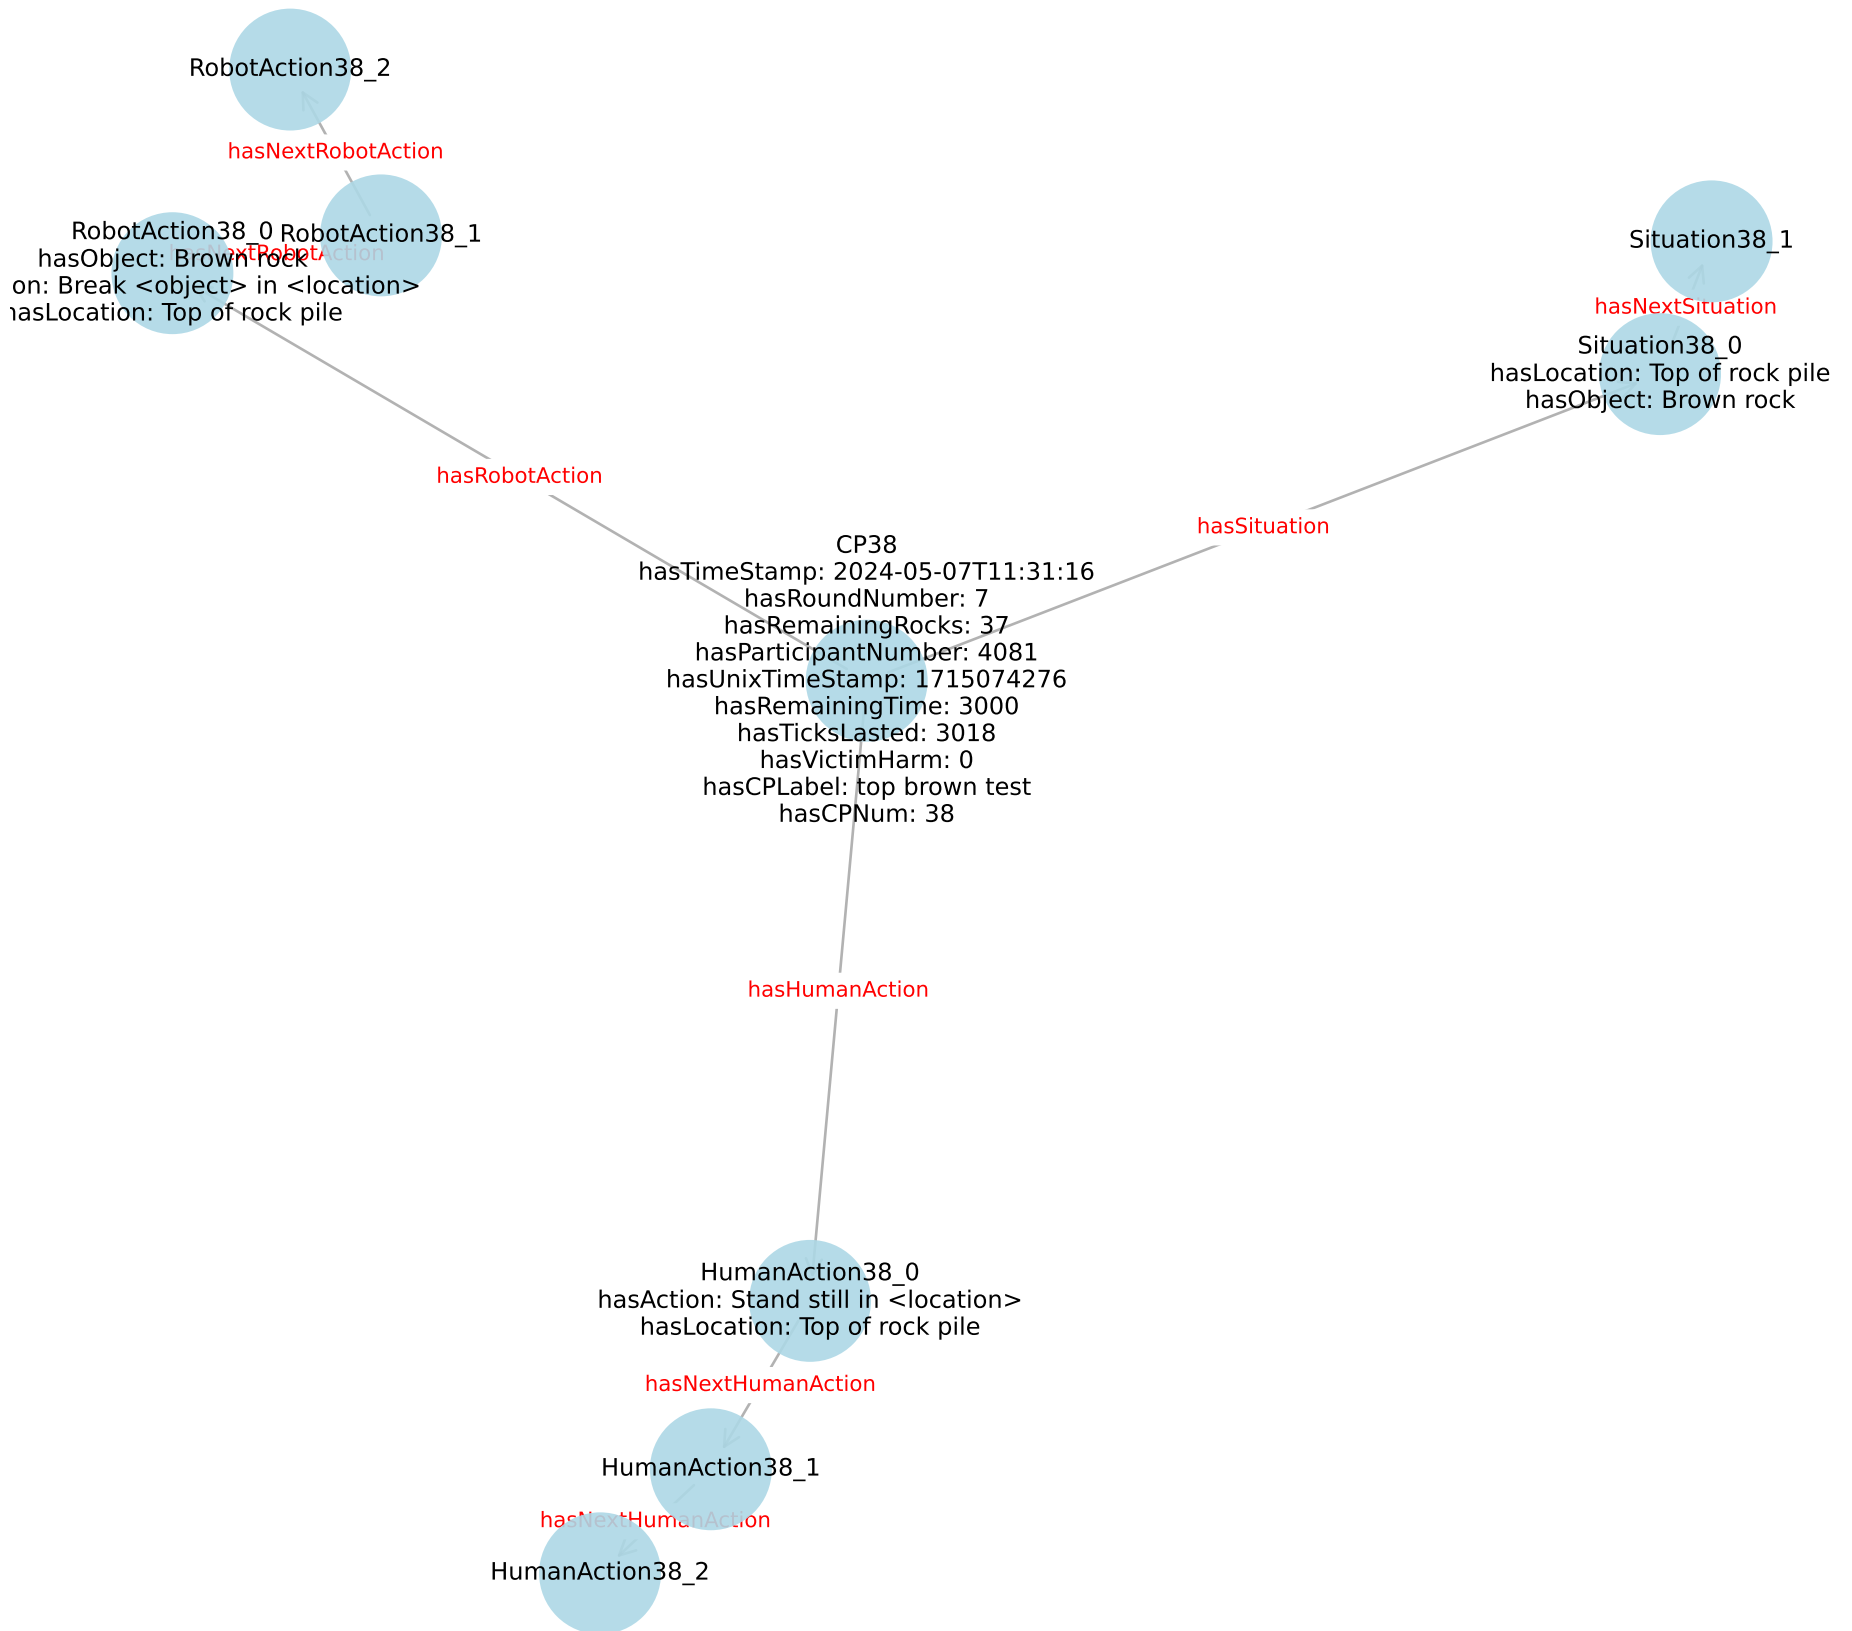 RobotAction38_2
hasNextRobotAction
RobotAction38_1
RobotAction38_0
hasNextRobotAction
hasObject: Brown rock
on: Break <object> in <location>
hasLocation: Top of rock pile
Situation38_1
hasNextSituation
Situation38_0
hasLocation: Top of rock pile
hasObject: Brown rock
hasRobotAction
hasSituation
CP38
hasTimeStamp: 2024-05-07T11:31:16
hasRoundNumber: 7
hasRemainingRocks: 37
hasParticipantNumber: 4081
hasUnixTimeStamp: 1715074276
hasRemainingTime: 3000
hasTicksLasted: 3018
hasVictimHarm: 0
hasCPLabel: top brown test
hasCPNum: 38
hasHumanAction
HumanAction38_0
hasAction: Stand still in <location>
hasLocation: Top of rock pile
hasNextHumanAction
HumanAction38_1
hasNextHumanAction
HumanAction38_2